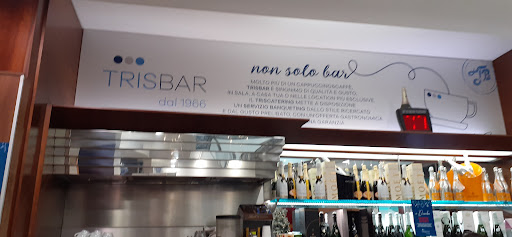 TRISBAR
dal 1966
non solo bar
MOLTO PIÙ DI UN CAPPUCCINO&CAFFÈ,
TRISBAR È SINONIMO DI QUALITÀ E GUSTO,
IN SALA, A CASA TUA O NELLE LOCATION PIÙ ESCLUSIVE.
IL TRISCATERING METTE A DISPOSIZIONE
UN SERVIZIO BANQUETING DALLO STILE RICERCATO
E DAL GUSTO PRELIBATO, CON UN'OFFERTA GASTRONOMICA
GARANZIA